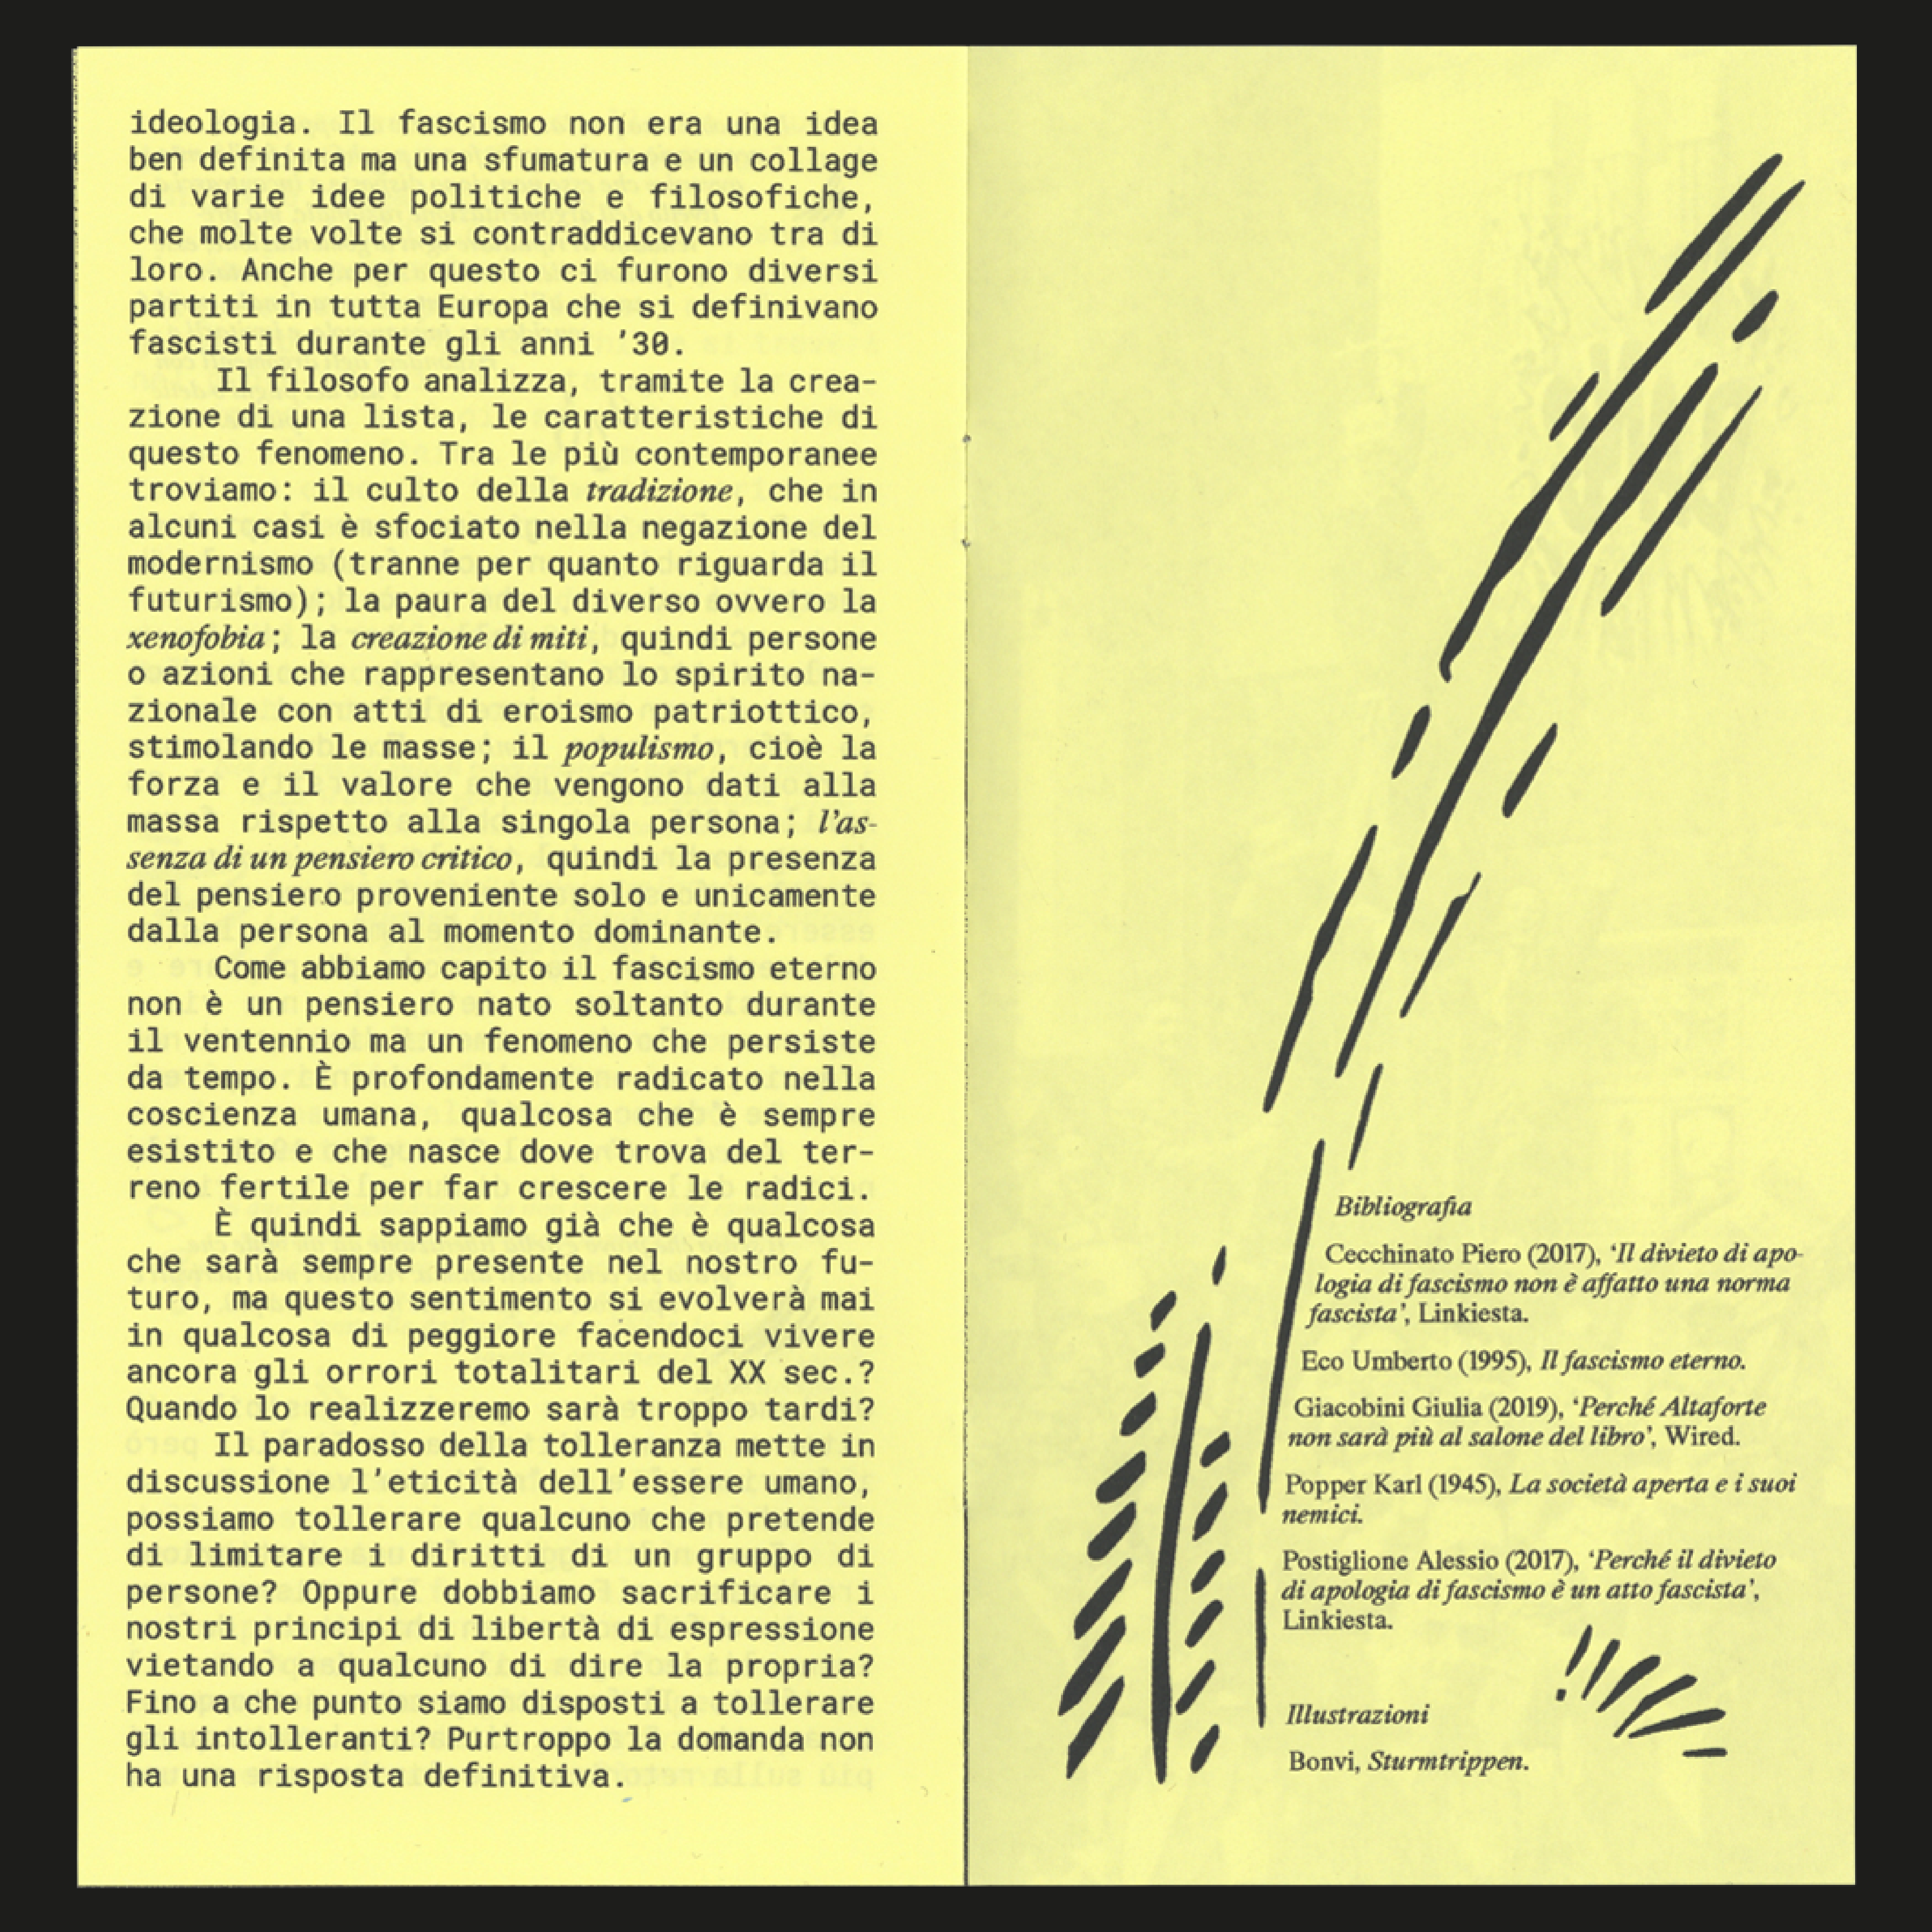 ideologia. Il fascismo non era una idea
ben definita ma una sfumatura e un collage
di varie idee politiche e filosofiche,
che molte volte si contraddicevano tra di
loro. Anche per questo ci furono diversi
partiti in tutta Europa che si definivano
fascisti durante gli anni '30.
Il filosofo analizza, tramite la crea-
zione di una lista, le caratteristiche di
questo fenomeno. Tra le più contemporanee
troviamo: il culto della tradizione, che in
alcuni casi è sfociato nella negazione del
modernismo (tranne per quanto riguarda il
futurismo); la paura del diverso ovvero la
xenofobia; la creazione di miti, quindi persone
o azioni che rappresentano lo spirito na-
zionale con atti di eroismo patriottico,
stimolando le masse; il populismo, cioè la
forza e il valore che vengono dati alla
massa rispetto alla singola persona; l'as-
senza di un pensiero critico, quindi la presenza
del pensiero proveniente solo e unicamente
dalla persona al momento dominante.
Come abbiamo capito il fascismo eterno
non è un pensiero nato soltanto durante
il ventennio ma un fenomeno che persiste
da tempo. È profondamente radicato nella
coscienza umana, qualcosa che è sempre
esistito e che nasce dove trova del ter-
reno fertile per far crescere le radici.
È quindi sappiamo già che è qualcosa
che sarà sempre presente nel nostro fu-
turo, ma questo sentimento si evolverà mai
in qualcosa di peggiore facendoci vivere
ancora gli orrori totalitari del XX sec.?
Quando lo realizzeremo sarà troppo tardi?
Il paradosso della tolleranza mette in
discussione l'eticità dell'essere umano,
possiamo tollerare qualcuno che pretende
di limitare i diritti di un gruppo di
persone? Oppure dobbiamo sacrificare i
nostri principi di libertà di espressione
vietando a qualcuno di dire la propria?
Fino a che punto siamo disposti a tollerare
gli intolleranti? Purtroppo la domanda non
ha una risposta definitiva.
Bibliografia
Cecchinato Piero (2017), 'Il divieto di apo-
logia di fascismo non è affatto una norma
fascista', Linkiesta.
Eco Umberto (1995), Il fascismo eterno.
Giacobini Giulia (2019), 'Perché Altaforte
non sarà più al salone del libro', Wired.
Popper Karl (1945), La società aperta e i suoi
nemici.
Postiglione Alessio (2017), 'Perché il divieto
di apologia di fascismo è un atto fascista',
Linkiesta.
Illustrazioni
Bonvi, Sturmtrippen.